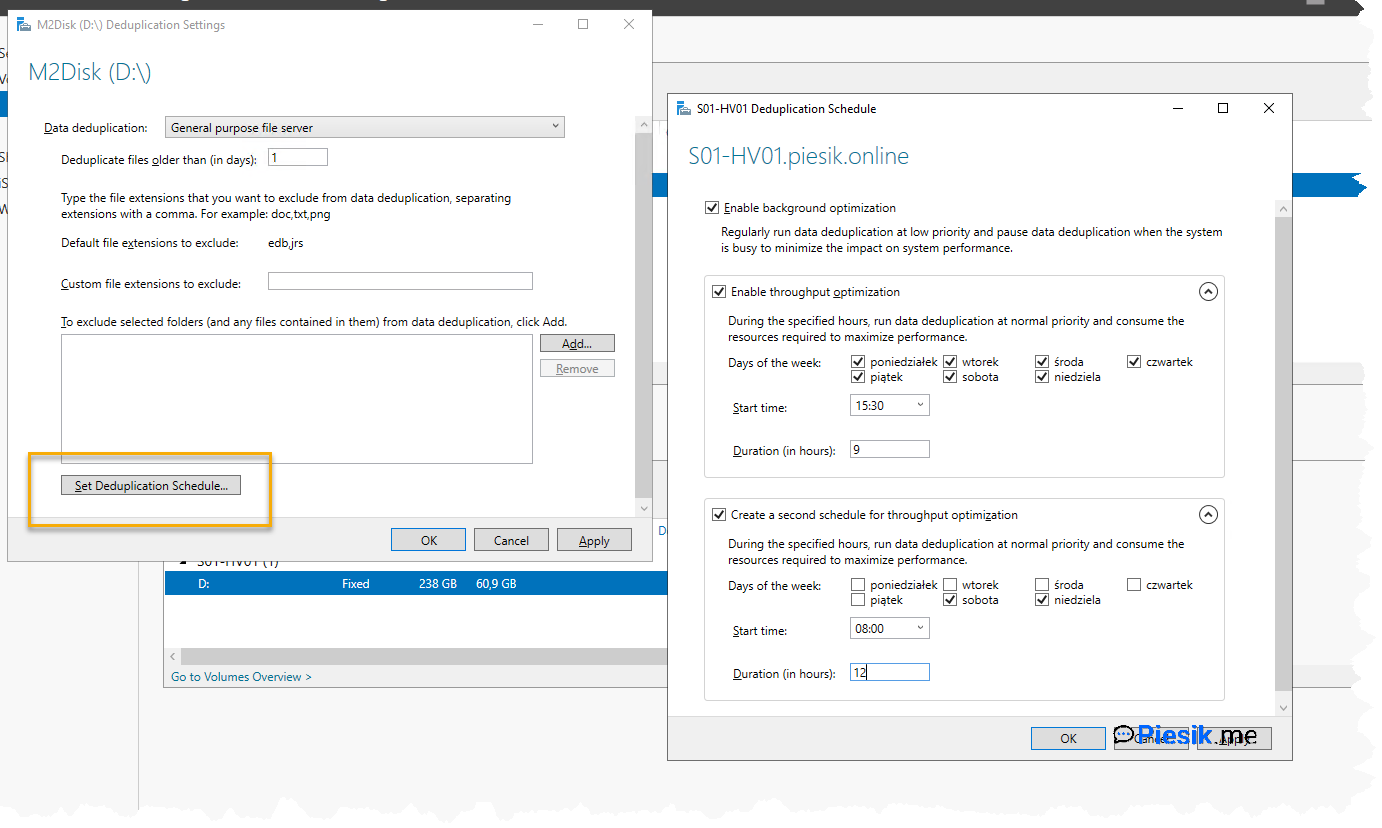 M2Disk (D:\) Deduplication Settings
M2Disk (D:\)
Data deduplication: General purpose file server
Deduplicate files older than (in days): 1
Type the file extensions that you want to exclude from data deduplication, separating
extensions with a comma. For example: doc,txt,png
Default file extensions to exclude: edb,jrs
Custom file extensions to exclude:
To exclude selected folders (and any files contained in them) from data deduplication, click Add.
Add...
Remove
Set Deduplication Schedule...
OK Cancel Apply
S01-HV01 (1)
D: Fixed 238 GB 60,9 GB
Go to Volumes Overview >
S01-HV01 Deduplication Schedule
S01-HV01.piesik.online
Enable background optimization
Regularly run data deduplication at low priority and pause data deduplication when the system
is busy to minimize the impact on system performance.
Enable throughput optimization
During the specified hours, run data deduplication at normal priority and consume the
resources required to maximize performance.
Days of the week: poniedziałek wtorek środa czwartek
piątek sobota niedziela
Start time: 15:30
Duration (in hours): 9
Create a second schedule for throughput optimization
During the specified hours, run data deduplication at normal priority and consume the
resources required to maximize performance.
Days of the week: poniedziałek wtorek środa czwartek
piątek sobota niedziela
Start time: 08:00
Duration (in hours): 12
OK Cancel Apply
Piesik.me